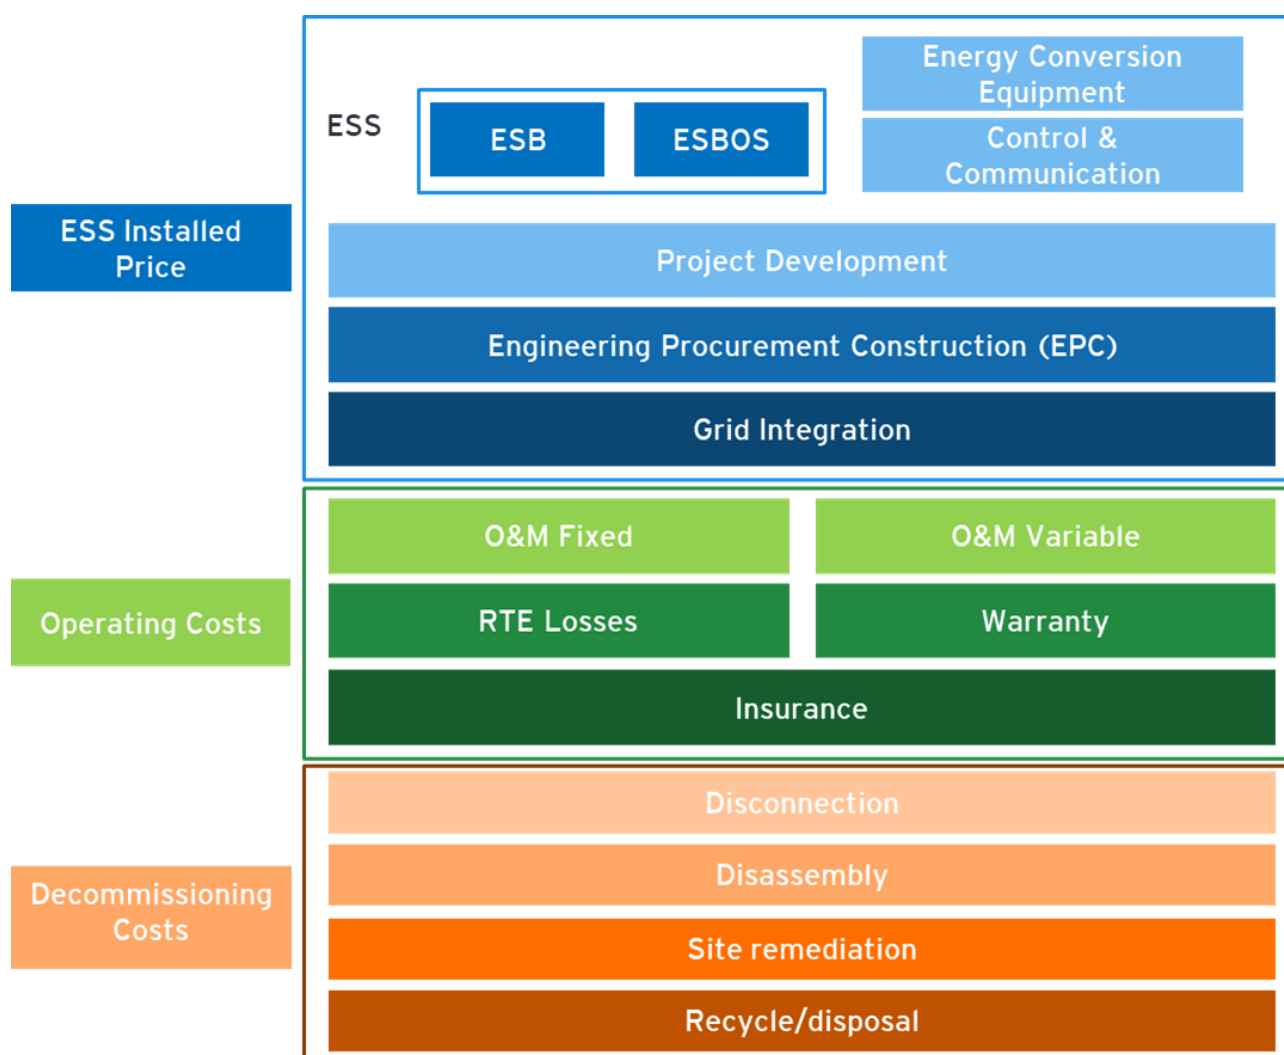 ESS
ESB
ESBOS
Energy Conversion
Equipment
Control &
Communication
ESS Installed
Price
Project Development
Engineering Procurement Construction (EPC)
Grid Integration
Operating Costs
O&M Fixed
O&M Variable
RTE Losses
Warranty
Insurance
Decommissioning
Costs
Disconnection
Disassembly
Site remediation
Recycle/disposal